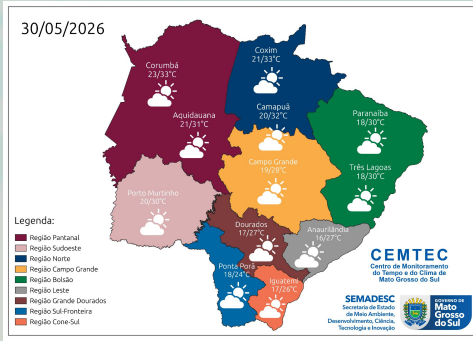 30/05/2026
Coxim
21/33°C
Corumbá
23/33°C
Camapuã
20/32°C
Aquidauana
21/31°C
Paranaíba
18/30°C
Campo Grande
19/28°C
Três Lagoas
18/30°C
Porto Murtinho
20/30°C
Dourados
17/27°C
Anaurilândia
16/27°C
Ponta Porã
18/24°C
Iguatemi
17/26°C
Legenda:
Região Pantanal
Região Sudoeste
Região Norte
Região Campo Grande
Região Bolsão
Região Leste
Região Grande Dourados
Região Sul-Fronteira
Região Cone-Sul
CEMTEC
Centro de Monitoramento
do Tempo e do Clima de
Mato Grosso do Sul
SEMADESC
Secretaria de Estado
de Meio Ambiente,
Desenvolvimento, Ciência,
Tecnologia e Inovação
GOVERNO DE
Mato
Grosso
do Sul